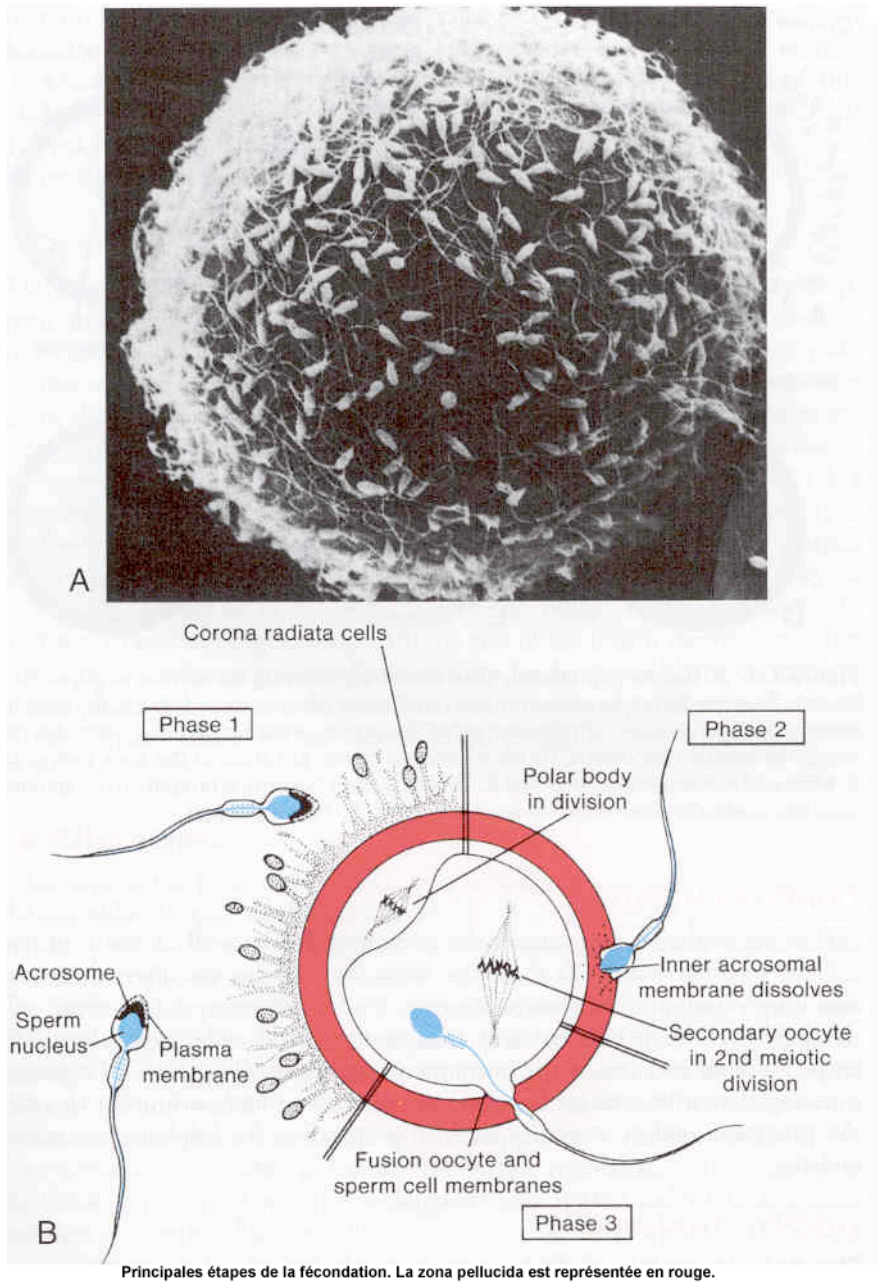 A
Corona radiata cells
Phase 1
Phase 2
Polar body
in division
Acrosome
Inner acrosomal
membrane dissolves
Sperm
nucleus
Plasma
membrane
Secondary oocyte
in 2nd meiotic
division
Fusion oocyte and
sperm cell membranes
B
Phase 3
Principales étapes de la fécondation. La zona pellucida est représentée en rouge.